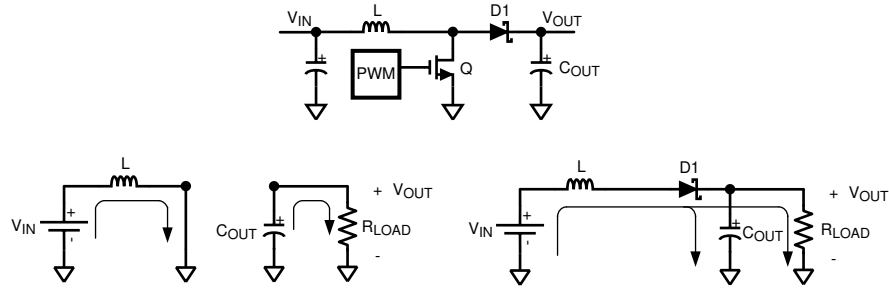 VIN L D1 VOUT
+ PWM Q + COUT
L L D1
+ VOUT + VOUT
VIN + - COUT + RLOAD VIN + - COUT + RLOAD
- -